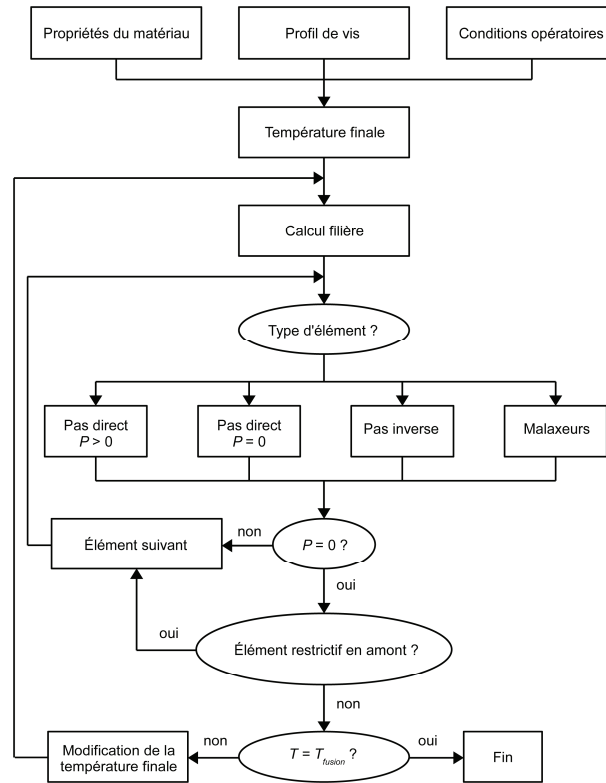 Propriétés du matériau
Profil de vis
Conditions opératoires
Température finale
Calcul filière
Type d'élément ?
Pas direct
P > 0
Pas direct
P = 0
Pas inverse
Malaxeurs
Élément suivant
non
P = 0 ?
oui
oui
Élément restrictif en amont ?
non
Modification de la
température finale
non
T = Tfusion ?
oui
Fin